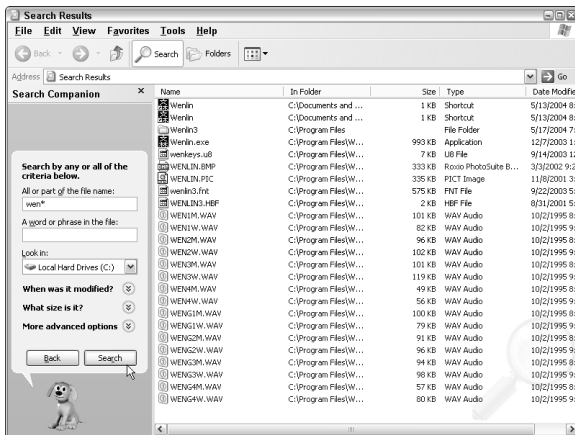 Search Results
File Edit View Favorites Tools Help
Back Search Folders
Address Search Results Go
Search Companion
Search by any or all of the criteria below.
All or part of the file name:
wen*
A word or phrase in the file:
Look in:
Local Hard Drives (C:)
When was it modified?
What size is it?
More advanced options
Back Search
Name In Folder Size Type Date Modifie
Wenlin C:\Documents and ... 1 KB Shortcut 5/13/2004 8:
Wenlin C:\Documents and ... 1 KB Shortcut 5/13/2004 8:
Wenlin3 C:\Program Files File Folder 5/17/2004 7:
Wenlin.exe C:\Program Files\W... 993 KB Application 12/7/2003 1:
wenkeys.u8 C:\Program Files\W... 7 KB U8 File 9/14/2003 12
WENLIN.BMP C:\Program Files\W... 333 KB Roxio PhotoSuite B... 3/3/2002 9:2
WENLIN.PIC C:\Program Files\W... 335 KB PICT Image 11/8/2001 3:
wenlin3.fnt C:\Program Files\W... 575 KB FNT File 9/22/2003 5:
WENLIN3.HBF C:\Program Files\W... 2 KB HBF File 8/31/2001 5:
WEN1M.WAV C:\Program Files\W... 101 KB WAV Audio 10/2/1995 8:
WEN1W.WAV C:\Program Files\W... 82 KB WAV Audio 10/2/1995 9:
WEN2M.WAV C:\Program Files\W... 96 KB WAV Audio 10/2/1995 8:
WEN2W.WAV C:\Program Files\W... 102 KB WAV Audio 10/2/1995 9:
WEN3M.WAV C:\Program Files\W... 101 KB WAV Audio 10/2/1995 8:
WEN3W.WAV C:\Program Files\W... 119 KB WAV Audio 10/2/1995 9:
WEN4M.WAV C:\Program Files\W... 49 KB WAV Audio 10/2/1995 8:
WEN4W.WAV C:\Program Files\W... 56 KB WAV Audio 10/2/1995 9:
WENG1M.WAV C:\Program Files\W... 100 KB WAV Audio 10/2/1995 8:
WENG1W.WAV C:\Program Files\W... 79 KB WAV Audio 10/2/1995 9:
WENG2M.WAV C:\Program Files\W... 91 KB WAV Audio 10/2/1995 8:
WENG2W.WAV C:\Program Files\W... 96 KB WAV Audio 10/2/1995 9:
WENG3M.WAV C:\Program Files\W... 94 KB WAV Audio 10/2/1995 8:
WENG3W.WAV C:\Program Files\W... 98 KB WAV Audio 10/2/1995 9:
WENG4M.WAV C:\Program Files\W... 57 KB WAV Audio 10/2/1995 8:
WENG4W.WAV C:\Program Files\W... 80 KB WAV Audio 10/2/1995 9: